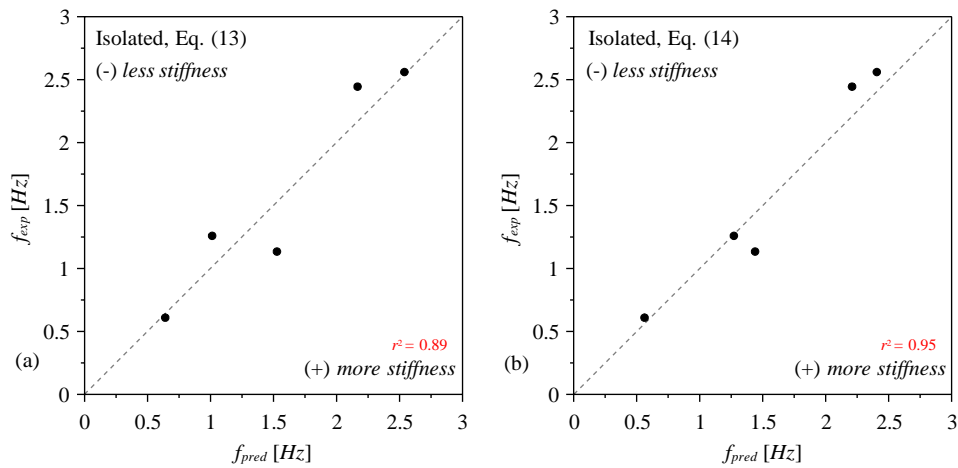 3
Isolated, Eq. (13)
(-) less stiffness
2.5
2
f_exp [Hz]
1.5
1
0.5
r² = 0.89
(a)
(+) more stiffness
0
0 0.5 1 1.5 2 2.5 3
f_pred [Hz]
3
Isolated, Eq. (14)
(-) less stiffness
2.5
2
f_exp [Hz]
1.5
1
0.5
r² = 0.95
(b)
(+) more stiffness
0
0 0.5 1 1.5 2 2.5 3
f_pred [Hz]